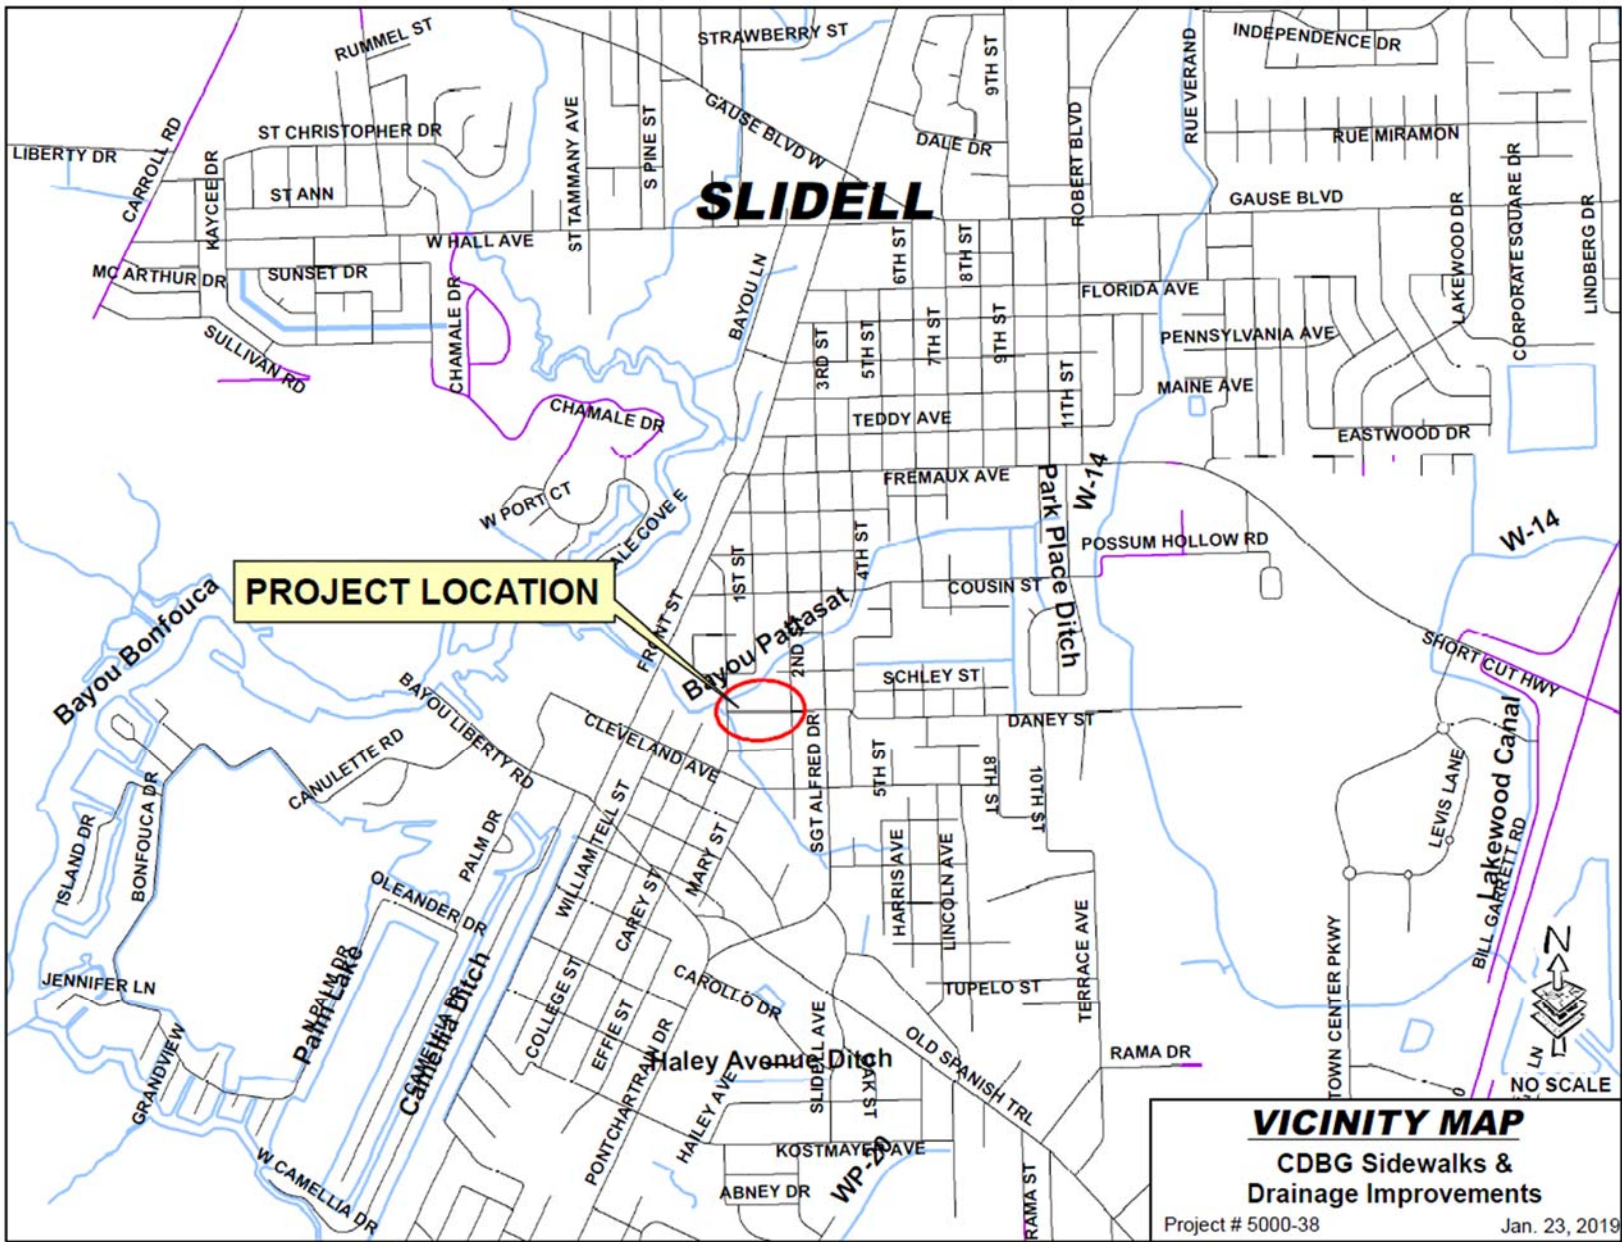 RUMMEL ST
STRAWBERRY ST
9TH ST
RUE VERAND
INDEPENDENCE DR
CARROLL RD
ST CHRISTOPHER DR
ST TAMMANY AVE
S PINE ST
GAUSE BLVD W
DALE DR
ROBERT BLVD
RUE MIRAMON
LIBERTY DR
KAYCEE DR
ST ANN
SLIDELL
GAUSE BLVD
LAKEWOOD DR
CORPORATE SQUARE DR
LINDBERG DR
W HALL AVE
6TH ST
8TH ST
MC ARTHUR DR
SUNSET DR
CHAMALE DR
BAYOU LN
FLORIDA AVE
SULLIVAN RD
3RD ST
5TH ST
7TH ST
9TH ST
PENNSYLVANIA AVE
11TH ST
MAINE AVE
CHAMALE DR
TEDDY AVE
EASTWOOD DR
W PORT CT
ALE COVE E
FREMAUX AVE
Park Place Ditch
W-14
W-14
4TH ST
POSSUM HOLLOW RD
PROJECT LOCATION
1ST ST
COUSIN ST
Bayou Bonfouca
FRONT ST
Bayou Pattasat
2ND ST
SHORT CUT HWY
SCHLEY ST
BAYOU LIBERTY RD
CLEVELAND AVE
SGT ALFRED DR
DANEY ST
CANULETTE RD
5TH ST
8TH ST
10TH ST
LEVIS LANE
Lakewood Canal
BILL GARRETT RD
ISLAND DR
BONFOUCA DR
PALM DR
WILLIAM TELL ST
MARY ST
OLEANDER DR
CAREY ST
HARRIS AVE
LINCOLN AVE
TERRACE AVE
TOWN CENTER PKWY
N
JENNIFER LN
N PALM DR
Palm Lake
CAMELLIA DR
Camellia Ditch
COLLEGE ST
EFFIE ST
CAROLLO DR
TUPELO ST
GRANDVIEW
PONTCHARTRAIN DR
Haley Avenue Ditch
SLIDELL AVE
OAK ST
OLD SPANISH TRL
RAMA DR
LN
NO SCALE
HAILEY AVE
KOSTMAYER AVE
W CAMELLIA DR
ABNEY DR
WP-20
RAMA ST
VICINITY MAP
CDBG Sidewalks &
Drainage Improvements
Project # 5000-38
Jan. 23, 2019